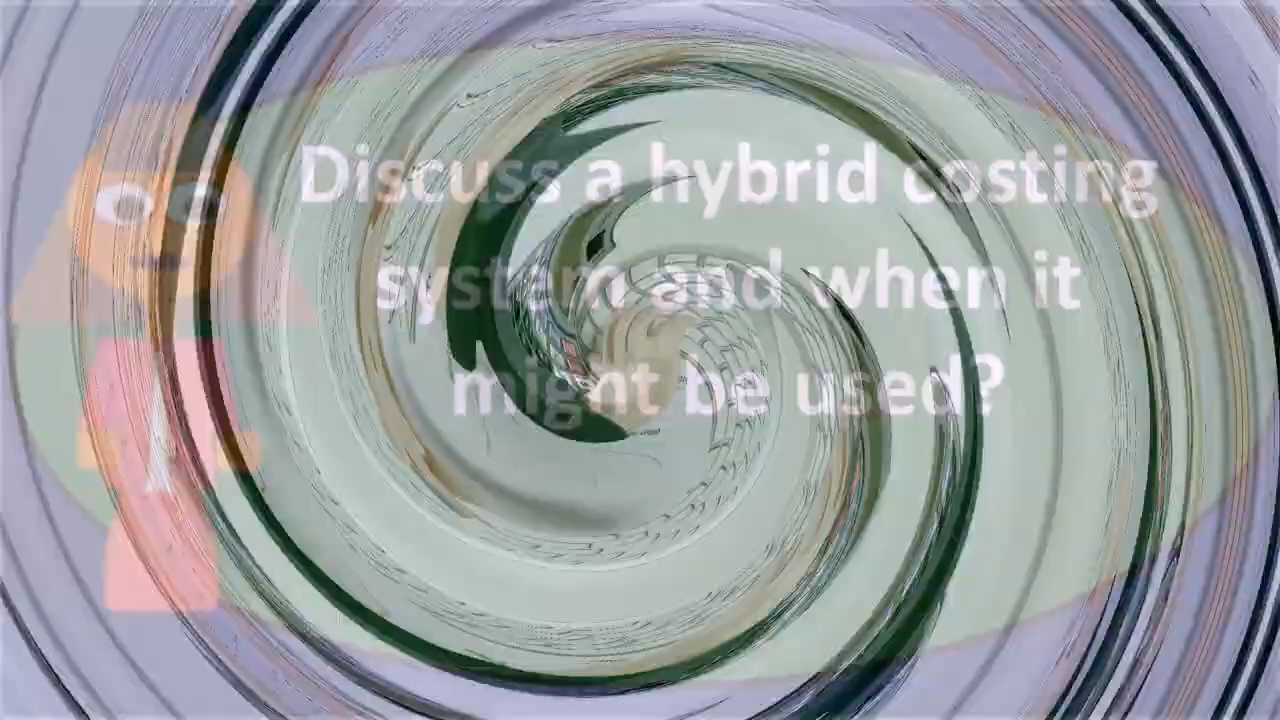 Discuss a hybrid costing
system and when it
might be used?